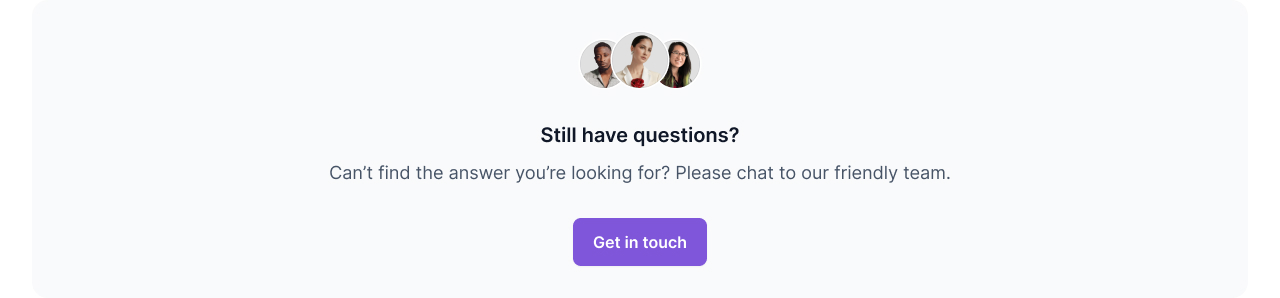 Still have questions?
Can’t find the answer you’re looking for? Please chat to our friendly team.
Get in touch